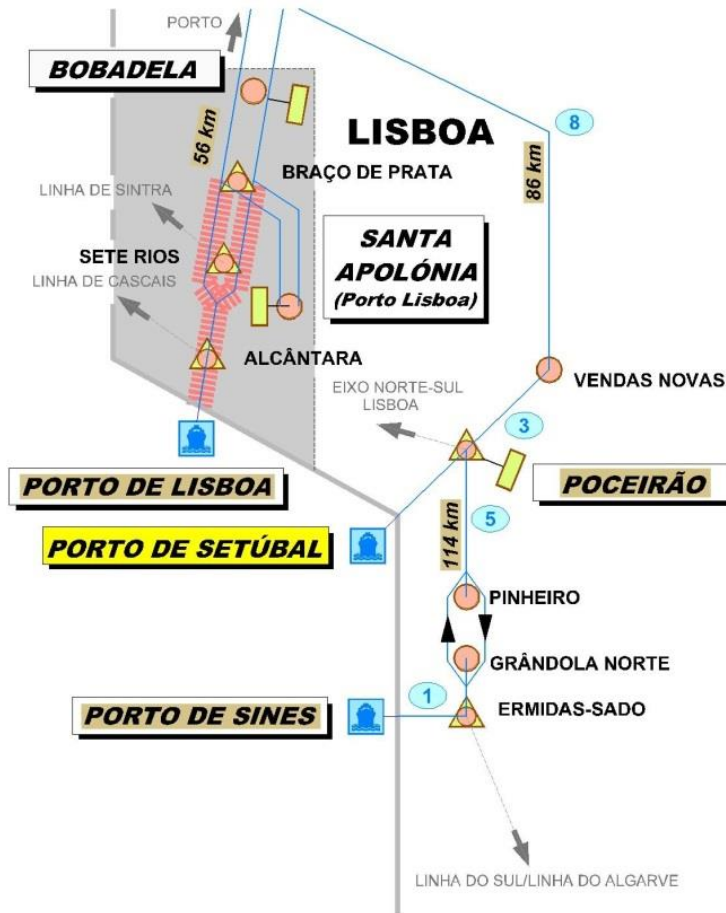 PORTO
BOBADELA
56 km
LISBOA
8
86 km
BRAÇO DE PRATA
LINHA DE SINTRA
SETE RIOS
LINHA DE CASCAIS
SANTA
APOLÓNIA
(Porto Lisboa)
ALCÂNTARA
VENDAS NOVAS
EIXO NORTE-SUL
LISBOA
3
PORTO DE LISBOA
POCEIRÃO
5
114 km
PORTO DE SETÚBAL
PINHEIRO
GRÂNDOLA NORTE
1
PORTO DE SINES
ERMIDAS-SADO
LINHA DO SUL/LINHA DO ALGARVE